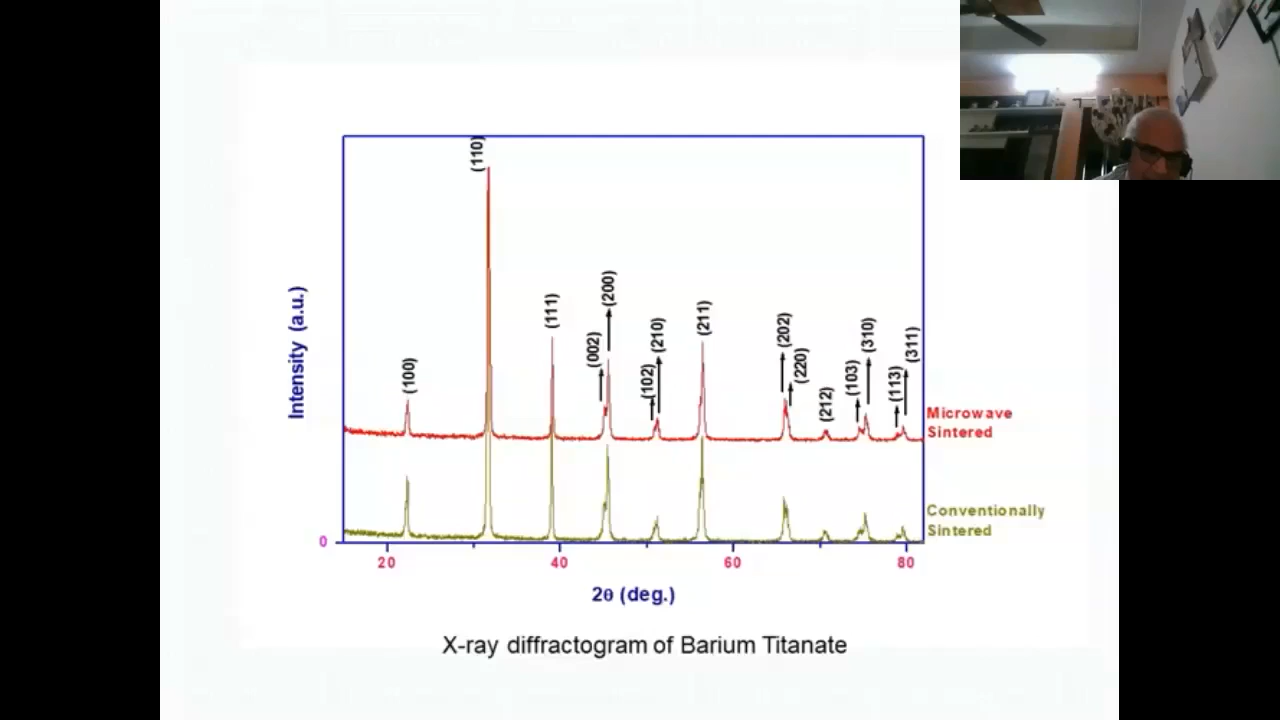 (110)
(200)
(111)
(211)
(202)
(210)
(310)
(311)
(002)
(220)
(100)
(102)
(103)
(113)
(212)
Intensity (a.u.)
Microwave
Sintered
Conventionally
Sintered
0
20
40
60
80
2θ (deg.)
X-ray diffractogram of Barium Titanate